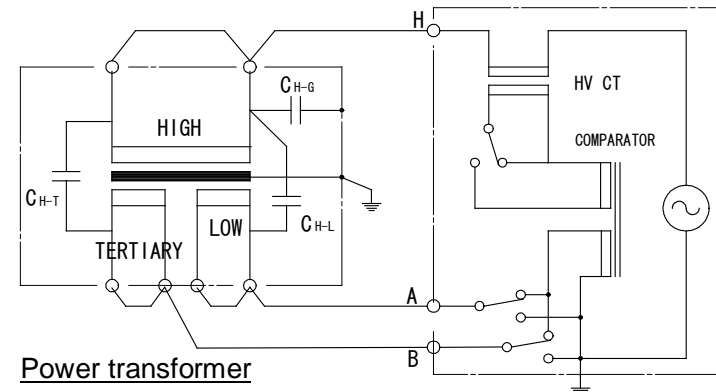 H
C H-G
HV CT
HIGH
COMPARATOR
C H-T
C H-L
LOW
TERTIARY
A
B
Power transformer